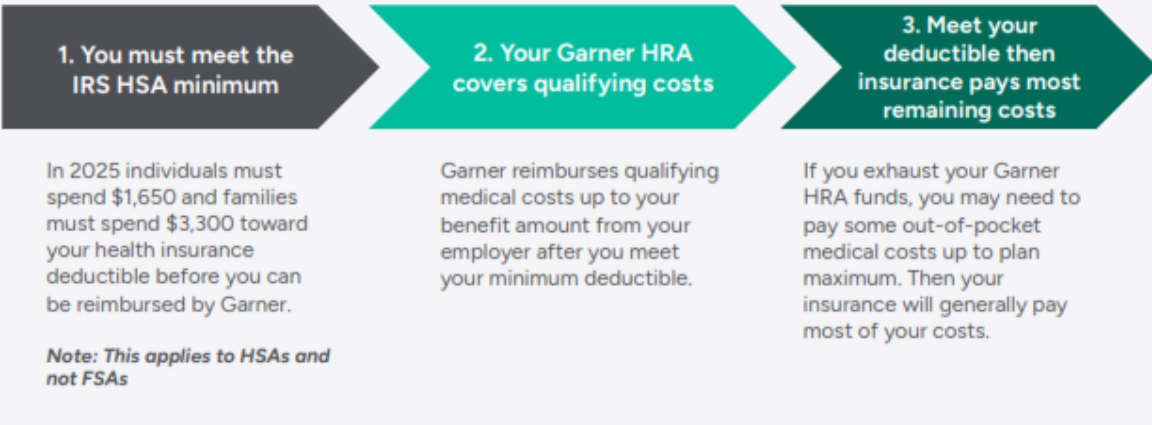 1. You must meet the
IRS HSA minimum
2. Your Garner HRA
covers qualifying costs
3. Meet your
deductible then
insurance pays most
remaining costs
In 2025 individuals must
spend $1,650 and families
must spend $3,300 toward
your health insurance
deductible before you can
be reimbursed by Garner.
Note: This applies to HSAs and
not FSAs
Garner reimburses qualifying
medical costs up to your
benefit amount from your
employer after you meet
your minimum deductible.
If you exhaust your Garner
HRA funds, you may need to
pay some out-of-pocket
medical costs up to plan
maximum. Then your
insurance will generally pay
most of your costs.